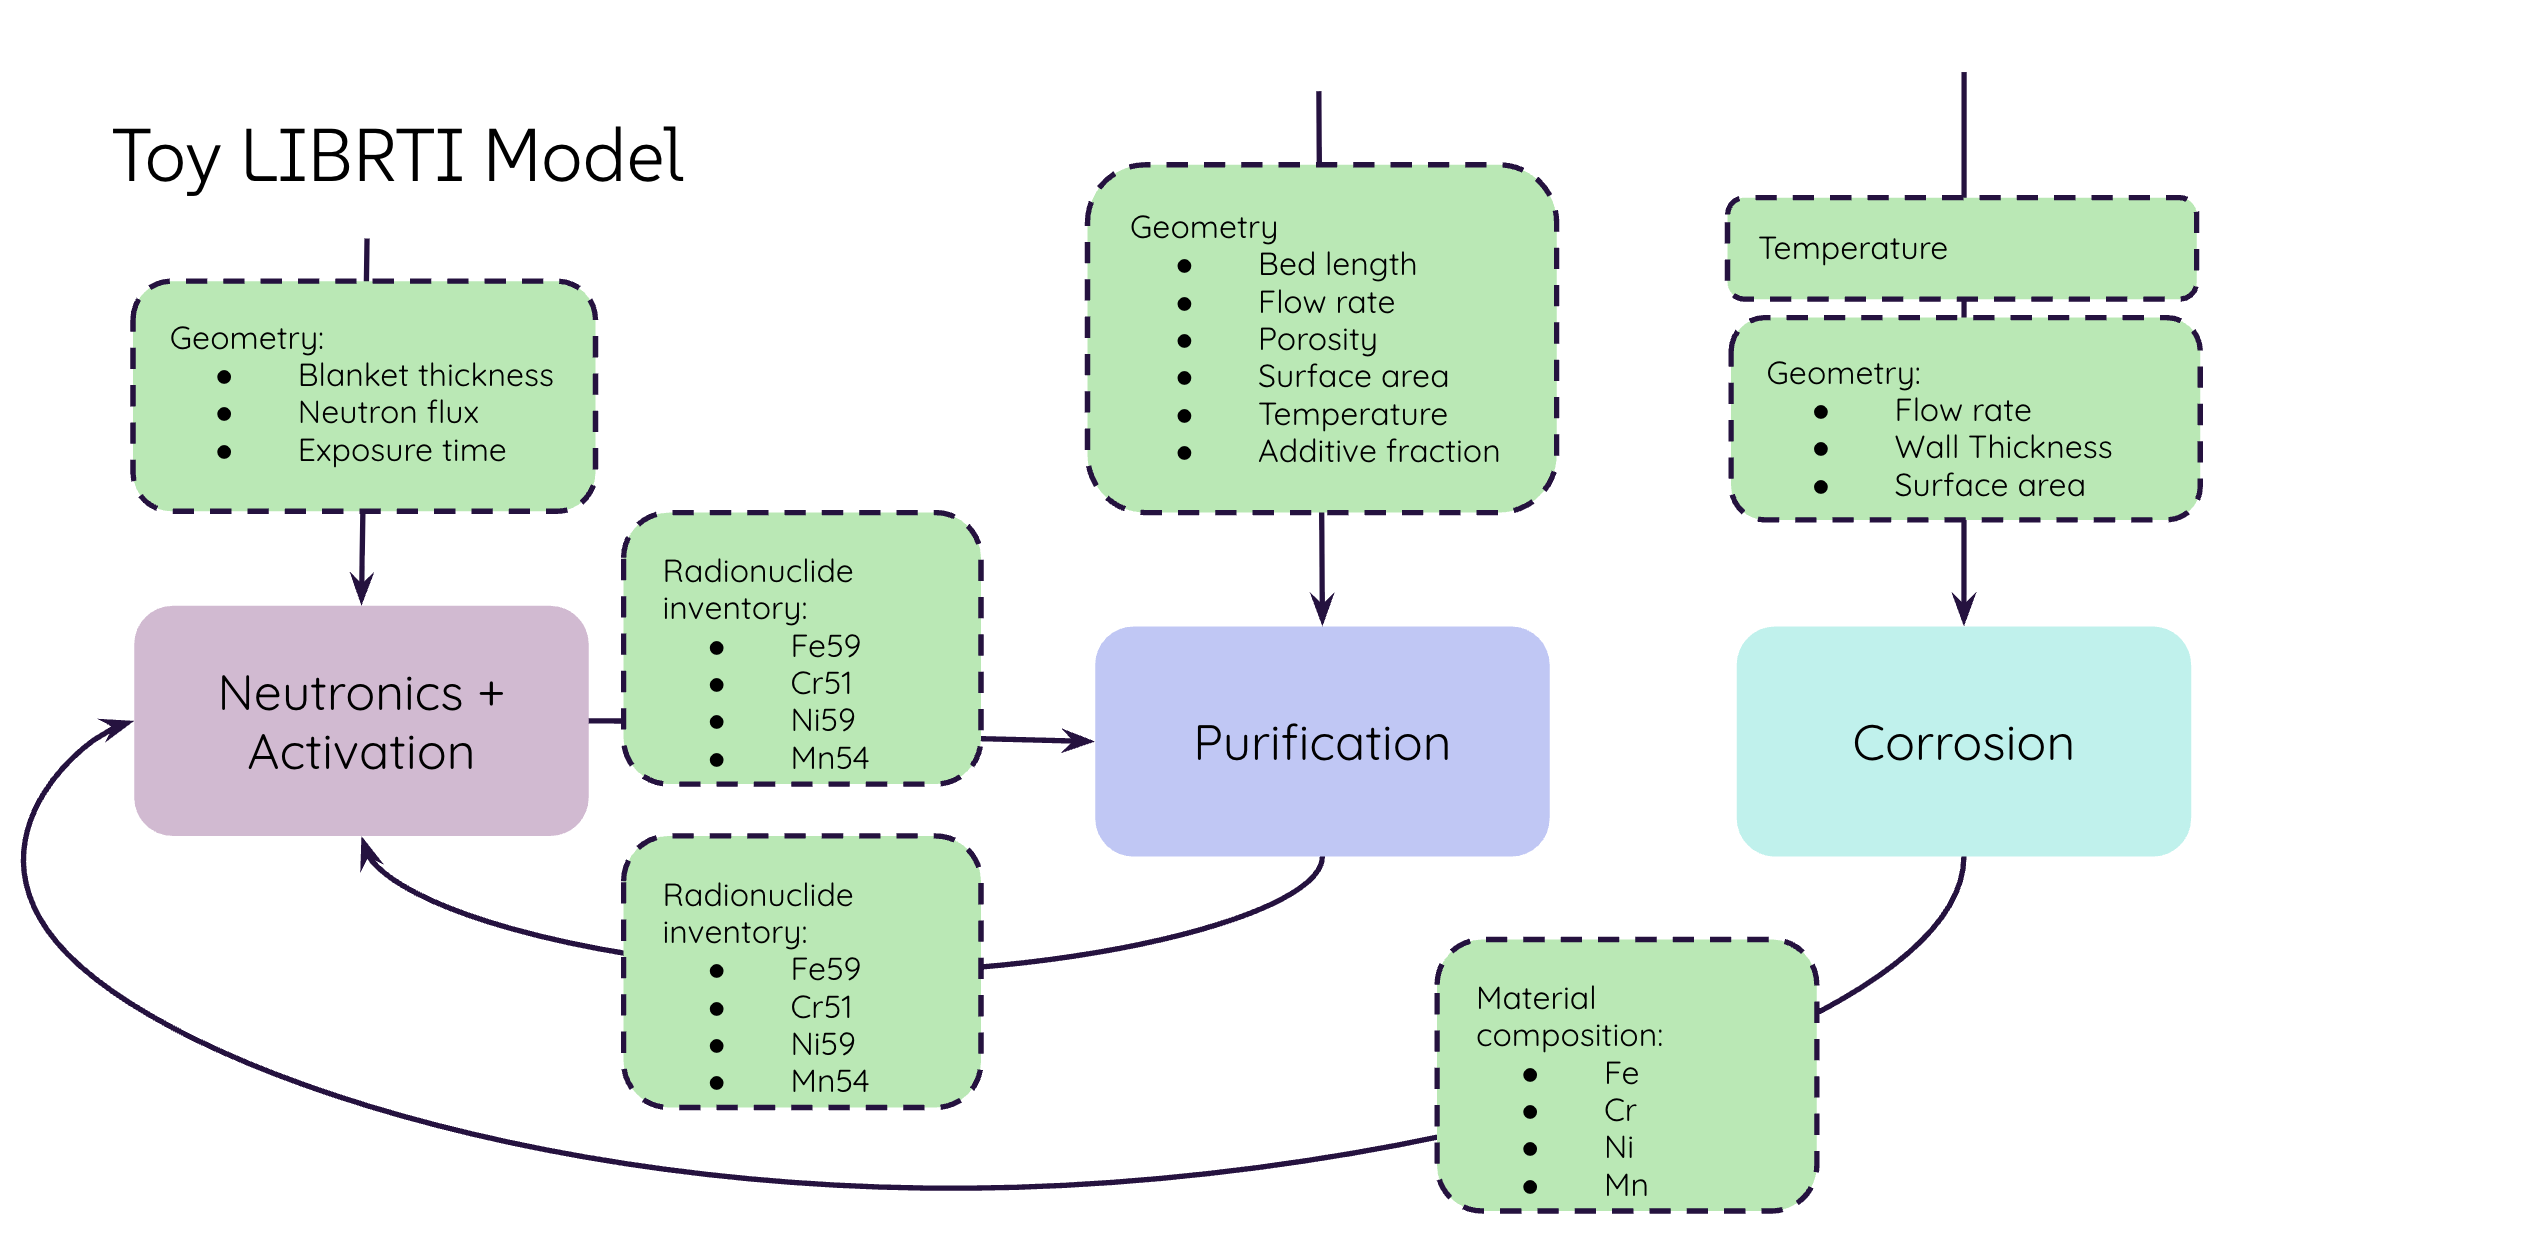 Toy LIBRTI Model
Geometry:
● Blanket thickness
● Neutron flux
● Exposure time
Neutronics +
Activation
Radionuclide
inventory:
● Fe59
● Cr51
● Ni59
● Mn54
Radionuclide
inventory:
● Fe59
● Cr51
● Ni59
● Mn54
Geometry
● Bed length
● Flow rate
● Porosity
● Surface area
● Temperature
● Additive fraction
Purification
Temperature
Geometry:
● Flow rate
● Wall Thickness
● Surface area
Corrosion
Material
composition:
● Fe
● Cr
● Ni
● Mn